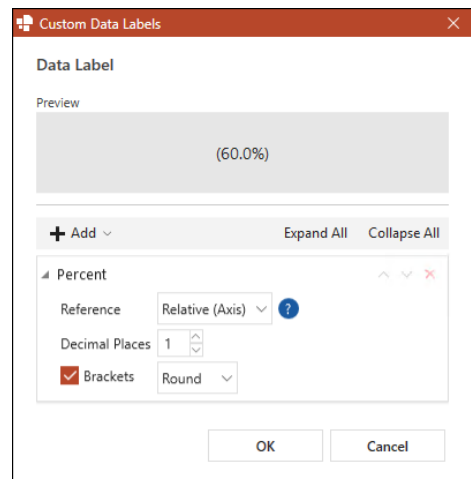 Custom Data Labels
Data Label
Preview
(60.0%)
Add Expand All Collapse All
Percent
Reference Relative (Axis) ?
Decimal Places 1
Brackets Round
OK Cancel